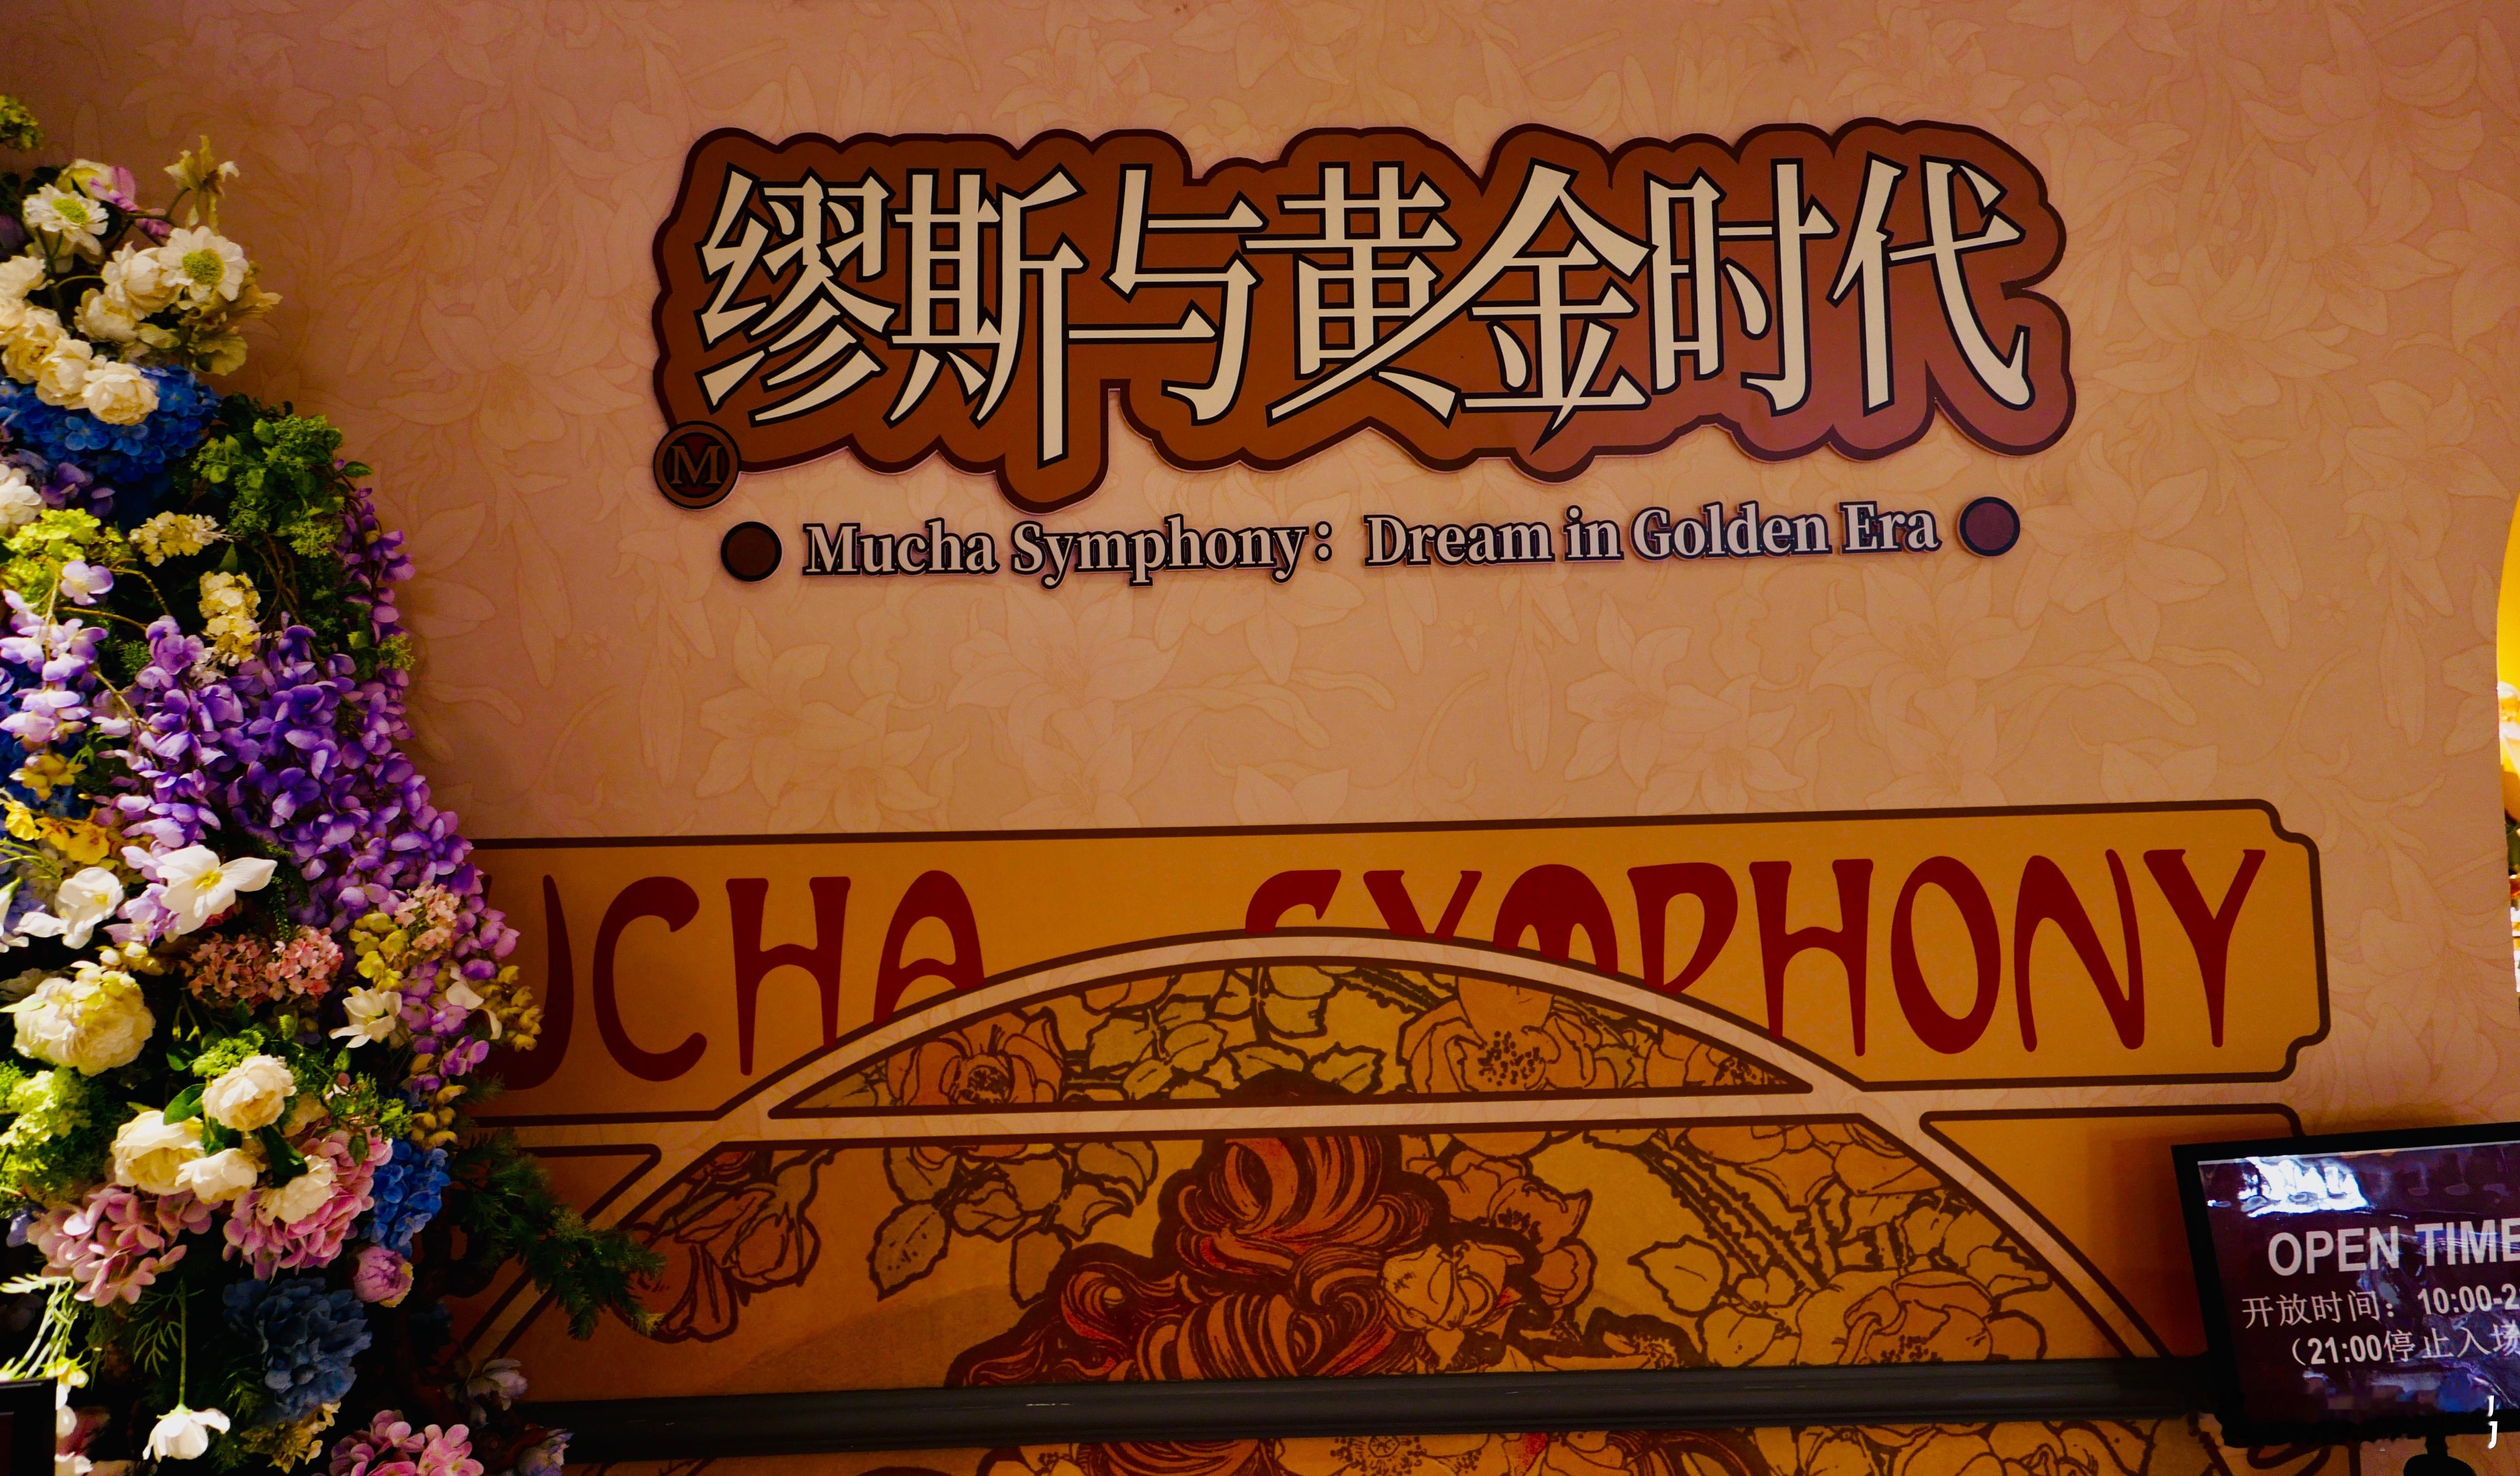 缪斯与黄金时代
M
Mucha Symphony: Dream in Golden Era
UCHA SYMPHONY
OPEN TIME
开放时间：10:00-2
（21:00停止入场